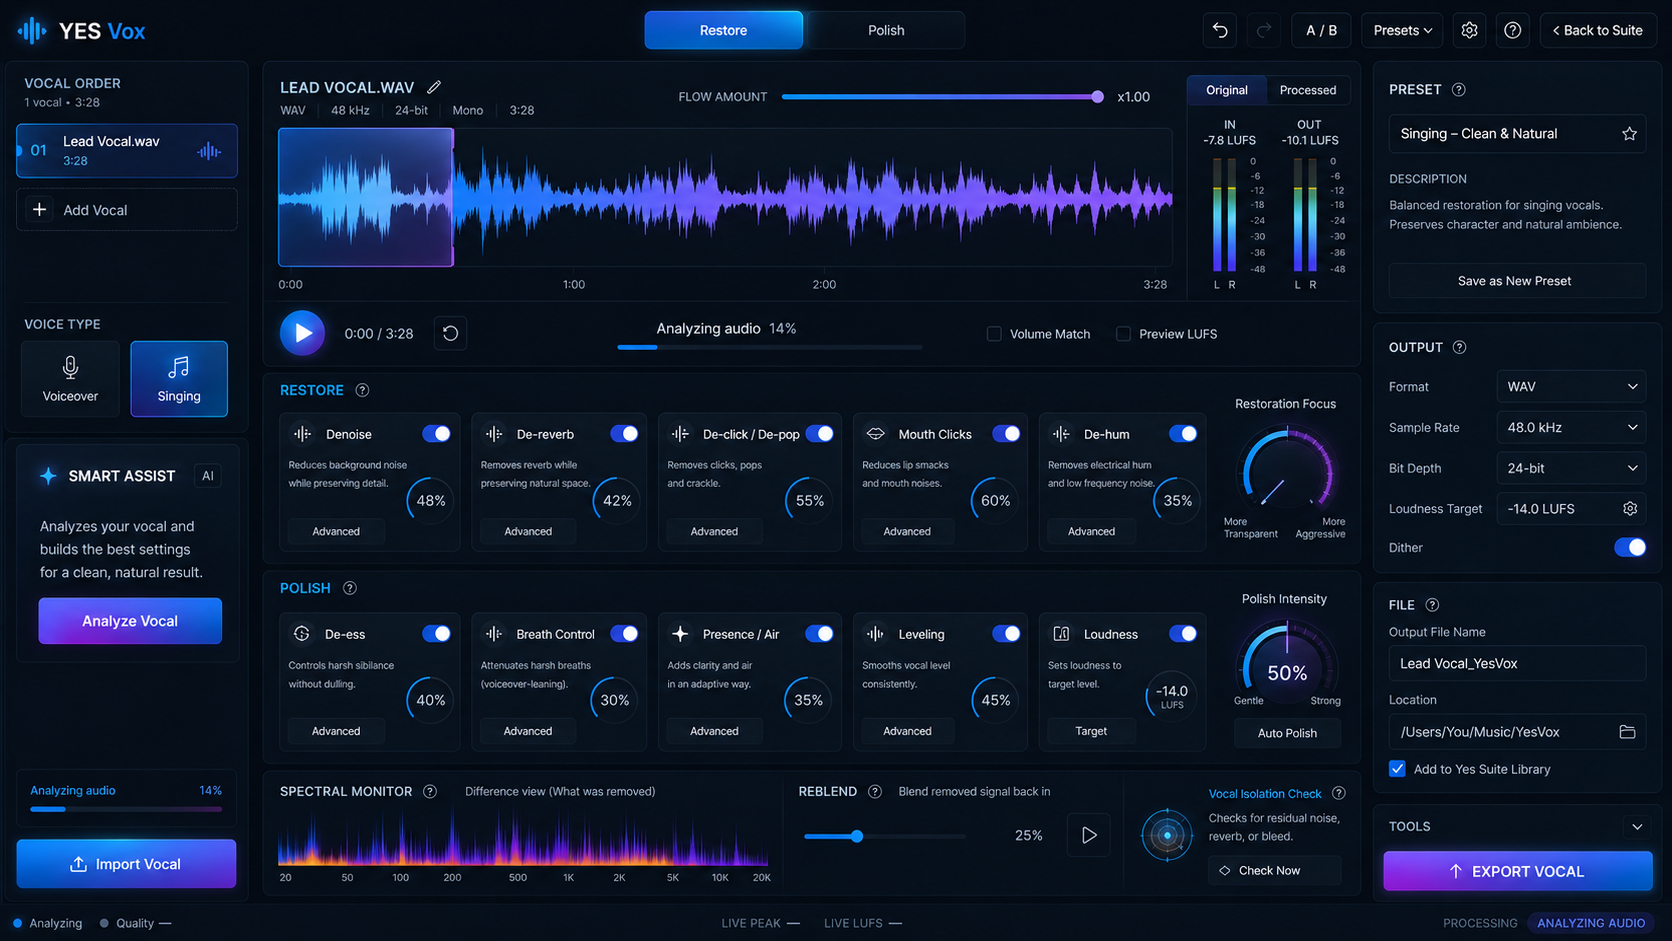 YES Vox
Restore
Polish
A / B
Presets
Back to Suite
VOCAL ORDER
1 vocal • 3:28
01
Lead Vocal.wav
3:28
Add Vocal
VOICE TYPE
Voiceover
Singing
SMART ASSIST
AI
Analyzes your vocal and
builds the best settings
for a clean, natural result.
Analyze Vocal
Analyzing audio 14%
Import Vocal
LEAD VOCAL.WAV
WAV 48 kHz 24-bit Mono 3:28
FLOW AMOUNT x1.00
0:00 1:00 2:00 3:28
Original
Processed
IN OUT
-7.8 LUFS -10.1 LUFS
0 0
-6 -6
-12 -12
-18 -18
-24 -24
-30 -30
-36 -36
-48 -48
L R L R
0:00 / 3:28
Analyzing audio 14%
Volume Match
Preview LUFS
RESTORE ?
Denoise
Reduces background noise
while preserving detail.
48%
Advanced
De-reverb
Removes reverb while
preserving natural space.
42%
Advanced
De-click / De-pop
Removes clicks, pops
and crackle.
55%
Advanced
Mouth Clicks
Reduces lip smacks
and mouth noises.
60%
Advanced
De-hum
Removes electrical hum
and low frequency noise.
35%
Advanced
Restoration Focus
More
Transparent
More
Aggressive
POLISH ?
De-ess
Controls harsh sibilance
without dulling.
40%
Advanced
Breath Control
Attenuates harsh breaths
(voiceover-leaning).
30%
Advanced
Presence / Air
Adds clarity and air
in an adaptive way.
35%
Advanced
Leveling
Smooths vocal level
consistently.
45%
Advanced
Loudness
Sets loudness to
target level.
-14.0
LUFS
Target
Polish Intensity
50%
Gentle Strong
Auto Polish
SPECTRAL MONITOR ? Difference view (What was removed)
20 50 100 200 500 1K 2K 5K 10K 20K
REBLEND ? Blend removed signal back in
25%
Vocal Isolation Check ?
Checks for residual noise,
reverb, or bleed.
Check Now
PRESET ?
Singing – Clean & Natural
DESCRIPTION
Balanced restoration for singing vocals.
Preserves character and natural ambience.
Save as New Preset
OUTPUT ?
Format WAV
Sample Rate 48.0 kHz
Bit Depth 24-bit
Loudness Target -14.0 LUFS
Dither
FILE ?
Output File Name
Lead Vocal_YesVox
Location
/Users/You/Music/YesVox
Add to Yes Suite Library
TOOLS
EXPORT VOCAL
Analyzing Quality —
LIVE PEAK — LIVE LUFS —
PROCESSING ANALYZING AUDIO